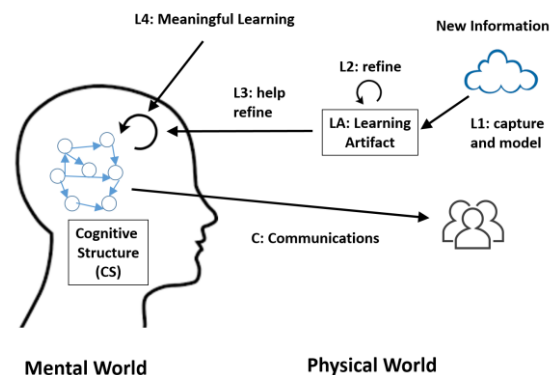 L4: Meaningful Learning
New Information
L2: refine
L3: help
refine
LA: Learning
Artifact
L1: capture
and model
Cognitive
Structure
(CS)
C: Communications
Mental World
Physical World